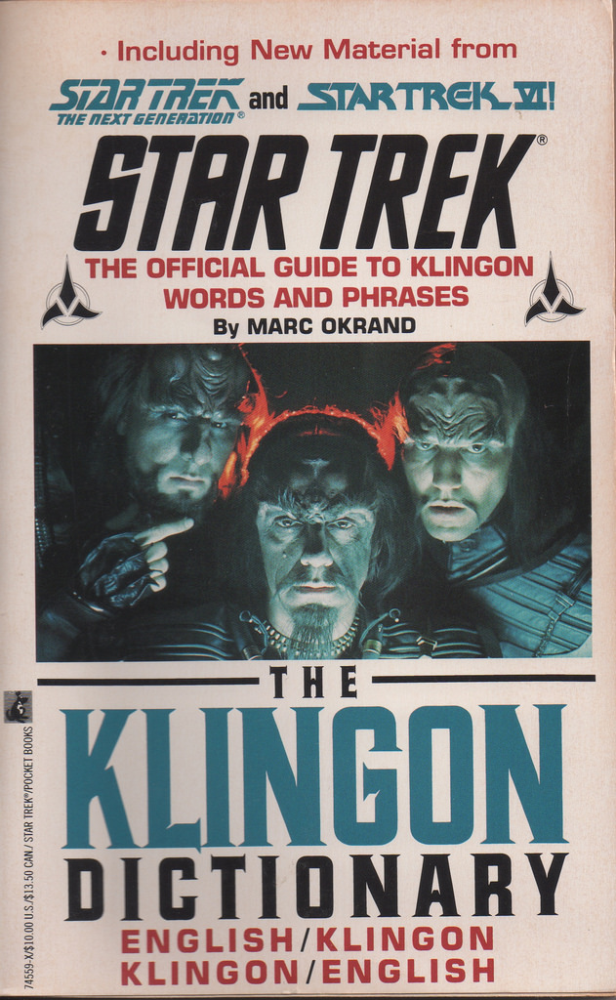 · Including New Material from
STAR TREK
THE NEXT GENERATION®
and
STAR TREK VI!
STAR TREK®
THE OFFICIAL GUIDE TO KLINGON
WORDS AND PHRASES
By MARC OKRAND
THE
KLINGON
DICTIONARY
ENGLISH/KLINGON
KLINGON/ENGLISH
74559-X/$10.00 U.S./$13.50 CAN./ STAR TREK®/POCKET BOOKS